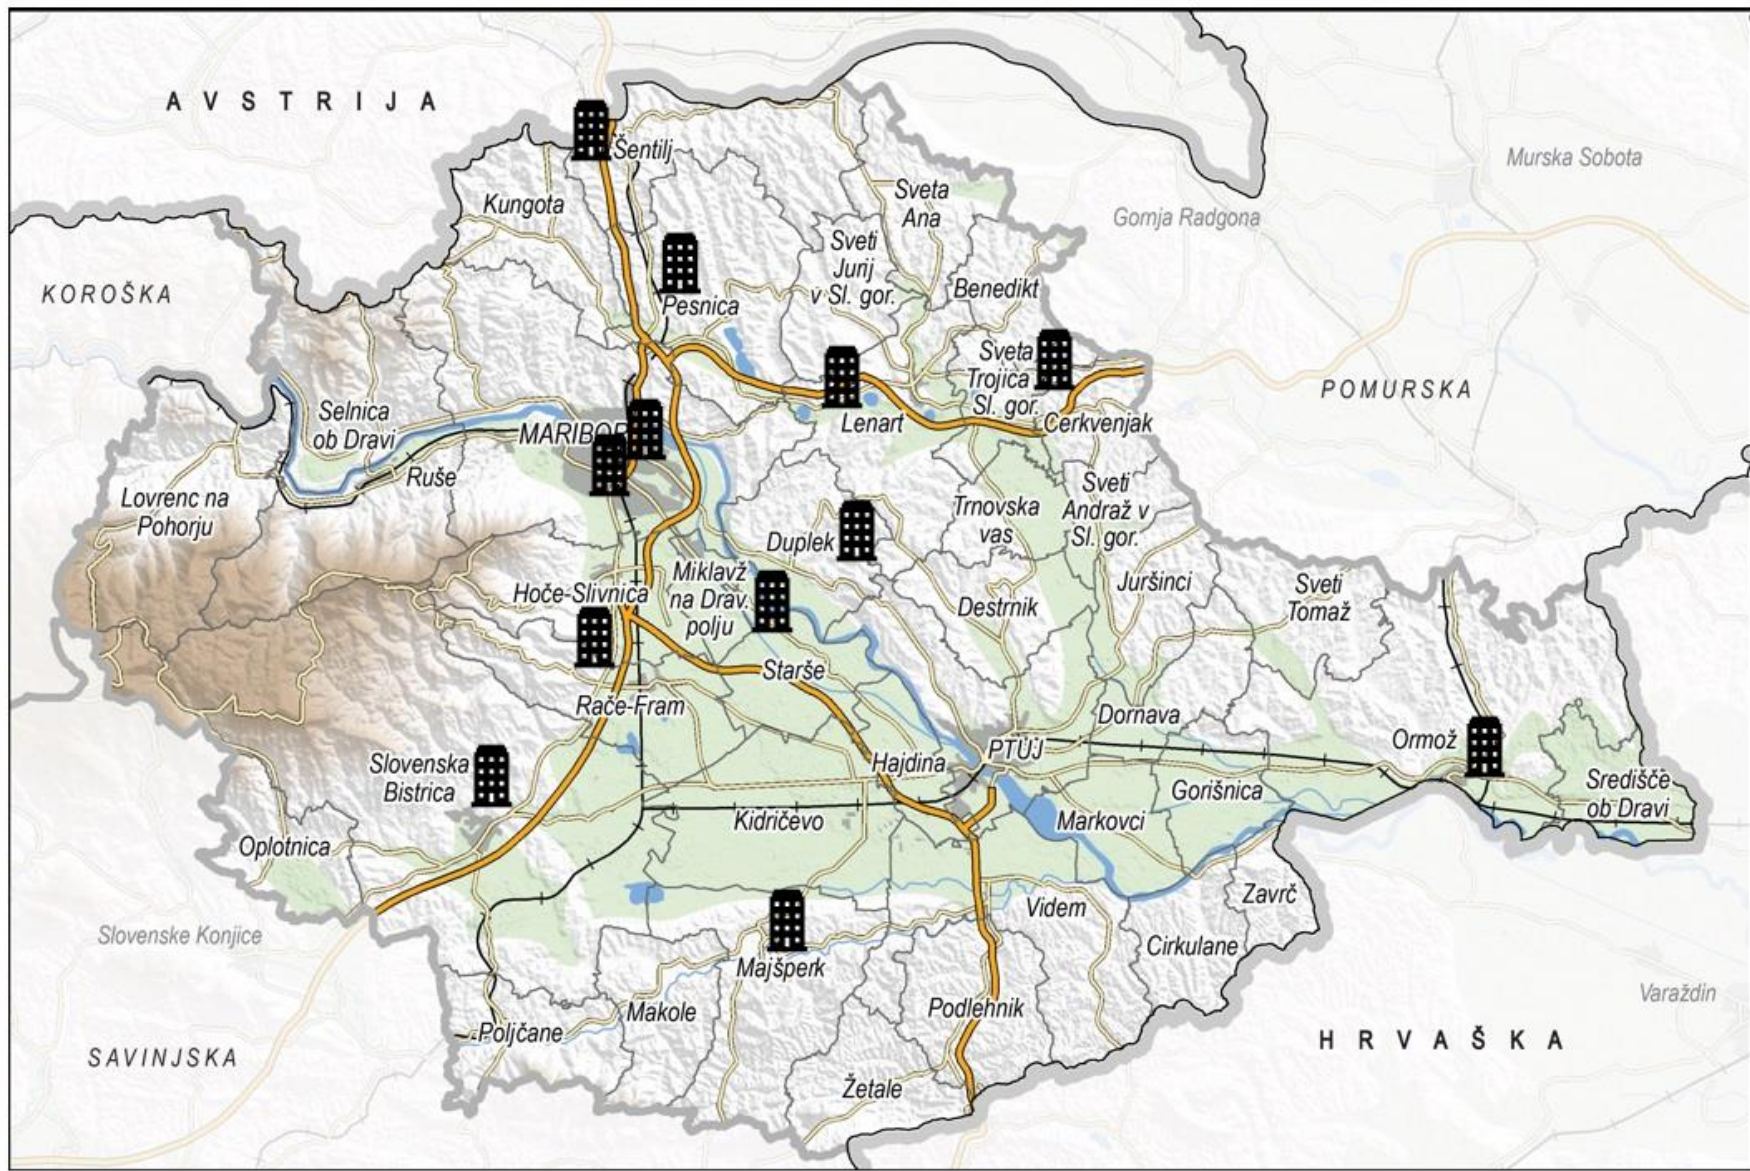 AVSTRIJA
Šentilj
Murska Sobota
Kungota
Sveta
Ana
Gornja Radgona
Sveti
Jurij
v Sl. gor.
KOROŠKA
Benedikt
Pesnica
Sveta
Trojica
Sl. gor.
POMURSKA
Selnica
ob Dravi
MARIBOR
Lenart
Cerkvenjak
Ruše
Lovrenc na
Pohorju
Sveti
Andraž v
Sl. gor.
Trnovska
vas
Duplek
Miklavž
na Drav.
polju
Hoče-Slivnica
Juršinci
Sveti
Tomaž
Destrnik
Starše
Rače-Fram
Dornava
Ormož
PTUJ
Hajdina
Slovenska
Bistrica
Gorišnica
Središče
ob Dravi
Kidričevo
Markovci
Oplotnica
Zavrč
Videm
Slovenske Konjice
Cirkulane
Majšperk
Varaždin
Podlehnik
Makole
Poljčane
HRVAŠKA
SAVINJSKA
Žetale